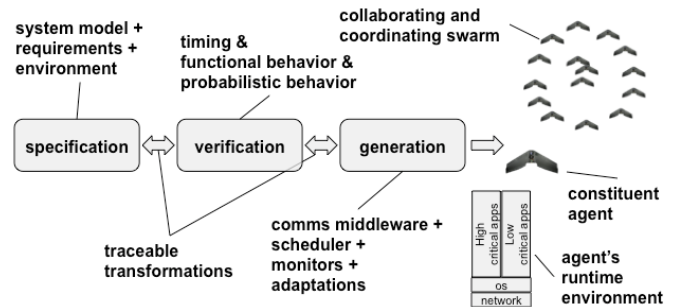 system model +
requirements +
environment
timing &
functional behavior &
probabilistic behavior
collaborating and
coordinating swarm
specification
verification
generation
traceable
transformations
comms middleware +
scheduler +
monitors +
adaptations
High
critical apps
Low
critical apps
os
network
constituent
agent
agent's
runtime
environment